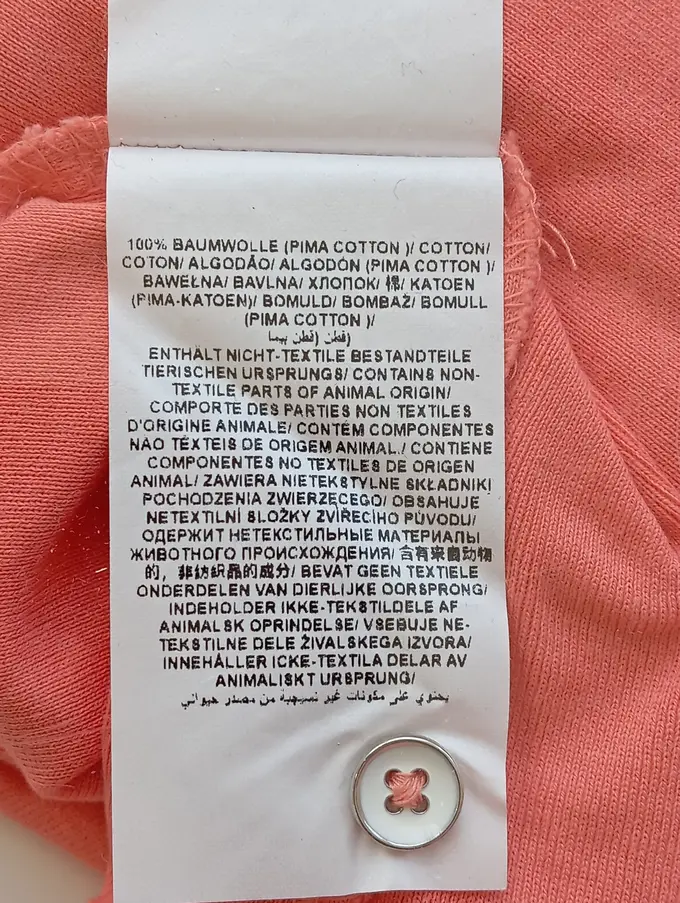 100% BAUMWOLLE (PIMA COTTON )/ COTTON/
COTON/ ALGODÃO/ ALGODÓN (PIMA COTTON )/
BAWEŁNA/ BAVLNA/ ХЛОПОК/ 棉/ KATOEN
(PIMA-KATOEN)/ BOMULD/ BOMBAŽ/ BOMULL
(PIMA COTTON )/
قطن (قطن بيما)
ENTHÄLT NICHT-TEXTILE BESTANDTEILE
TIERISCHEN URSPRUNGS/ CONTAINS NON-
TEXTILE PARTS OF ANIMAL ORIGIN/
COMPORTE DES PARTIES NON TEXTILES
D'ORIGINE ANIMALE/ CONTÉM COMPONENTES
NÃO TÊXTEIS DE ORIGEM ANIMAL./ CONTIENE
COMPONENTES NO TEXTILES DE ORIGEN
ANIMAL/ ZAWIERA NIETEKSTYLNE SKŁADNIKI
POCHODZENIA ZWIERZĘCEGO/ OBSAHUJE
NETEXTILNÍ SLOŽKY ZVÍŘECÍHO PŮVODU/
ОДЕРЖИТ НЕТЕКСТИЛЬНЫЕ МАТЕРИАЛЫ
ЖИВОТНОГО ПРОИСХОЖДЕНИЯ/ 含有来自动物
的，非纺织品的成分/ BEVAT GEEN TEXTIELE
ONDERDELEN VAN DIERLIJKE OORSPRONG/
INDEHOLDER IKKE-TEKSTILDELE AF
ANIMALSK OPRINDELSE/ VSEBUJE NE-
TEKSTILNE DELE ŽIVALSKEGA IZVORA/
INNEHÅLLER ICKE-TEXTILA DELAR AV
ANIMALISKT URSPRUNG/
يحتوي على مكونات غير نسيجية من مصدر حيواني